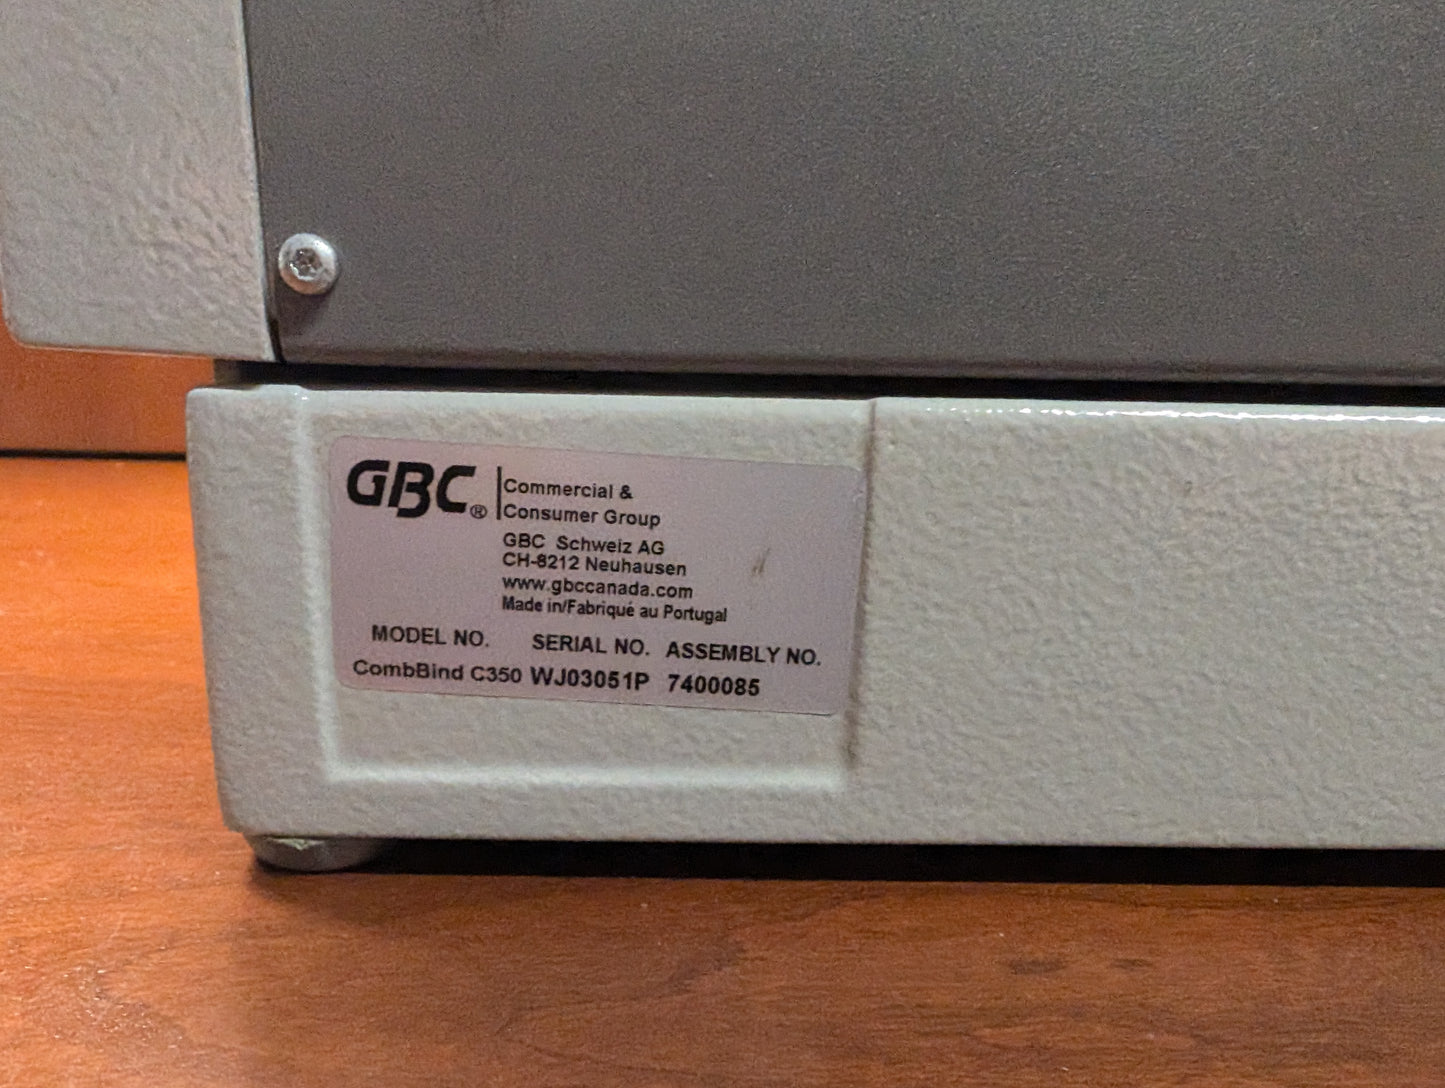 GBC® Commercial &
Consumer Group
GBC Schweiz AG
CH-8212 Neuhausen
www.gbccanada.com
Made in/Fabriqué au Portugal
MODEL NO. SERIAL NO. ASSEMBLY NO.
CombBind C350 WJ03051P 7400085